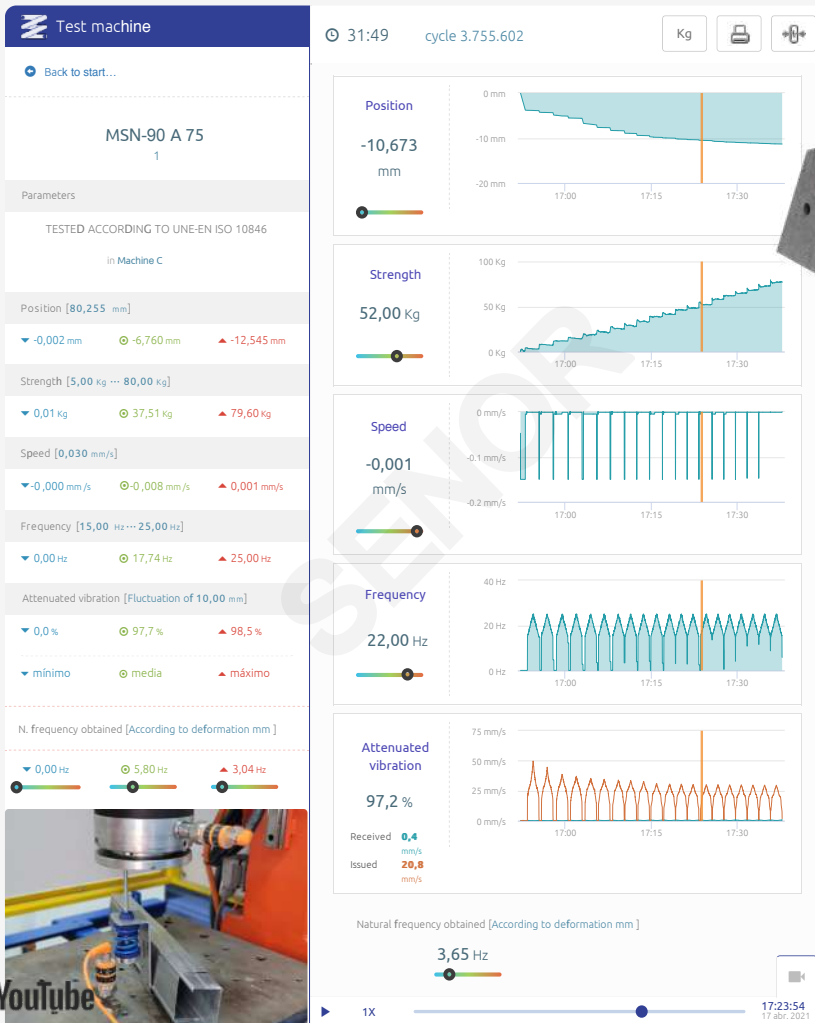 Test machine
Back to start...
MSN-90 A 75
1
Parameters
TESTED ACCORDING TO UNE-EN ISO 10846
in Machine C
Position [80,255 mm]
-0,002 mm -6,760 mm -12,545 mm
Strength [5,00 Kg ... 80,00 Kg]
0,01 Kg 37,51 Kg 79,60 Kg
Speed [0,030 mm/s]
-0,000 mm/s -0,008 mm/s 0,001 mm/s
Frequency [15,00 Hz ... 25,00 Hz]
0,00 Hz 17,74 Hz 25,00 Hz
Attenuated vibration [Fluctuation of 10,00 mm]
0,0 % 97,7 % 98,5 %
mínimo media máximo
N. frequency obtained [According to deformation mm ]
0,00 Hz 5,80 Hz 3,04 Hz
YouTube
31:49 cycle 3.755.602 Kg
Position
-10,673
mm
0 mm
-10 mm
-20 mm
17:00 17:15 17:30
Strength
52,00 Kg
100 Kg
50 Kg
0 Kg
17:00 17:15 17:30
Speed
-0,001
mm/s
0 mm/s
-0.1 mm/s
-0.2 mm/s
17:00 17:15 17:30
Frequency
22,00 Hz
40 Hz
20 Hz
0 Hz
17:00 17:15 17:30
Attenuated
vibration
97,2 %
Received 0,4
mm/s
Issued 20,8
mm/s
75 mm/s
50 mm/s
25 mm/s
0 mm/s
17:00 17:15 17:30
Natural frequency obtained [According to deformation mm ]
3,65 Hz
1X
17:23:54
17 abr. 2021
SENOR